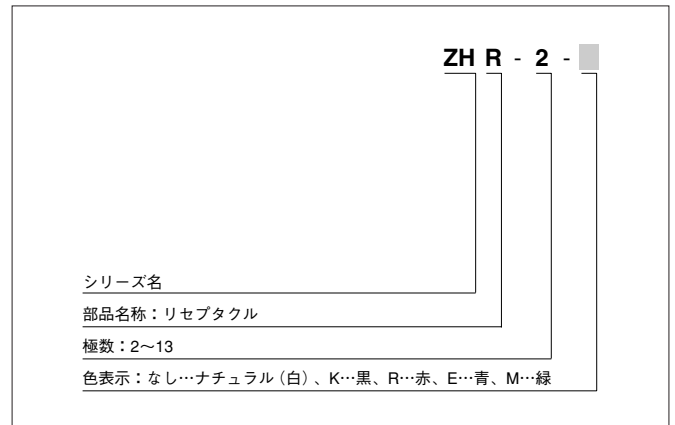 ZH R - 2 -
シリーズ名
部品名称：リセプタクル
極数：2〜13
色表示：なし…ナチュラル（白）、K…黒、R…赤、E…青、M…緑